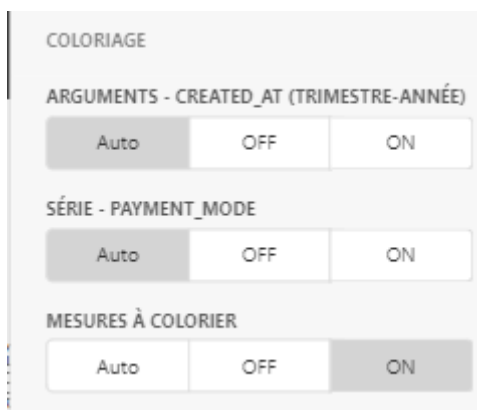 COLORIAGE
ARGUMENTS - CREATED_AT (TRIMESTRE-ANNÉE)
Auto OFF ON
SÉRIE - PAYMENT_MODE
Auto OFF ON
MESURES À COLORIER
Auto OFF ON